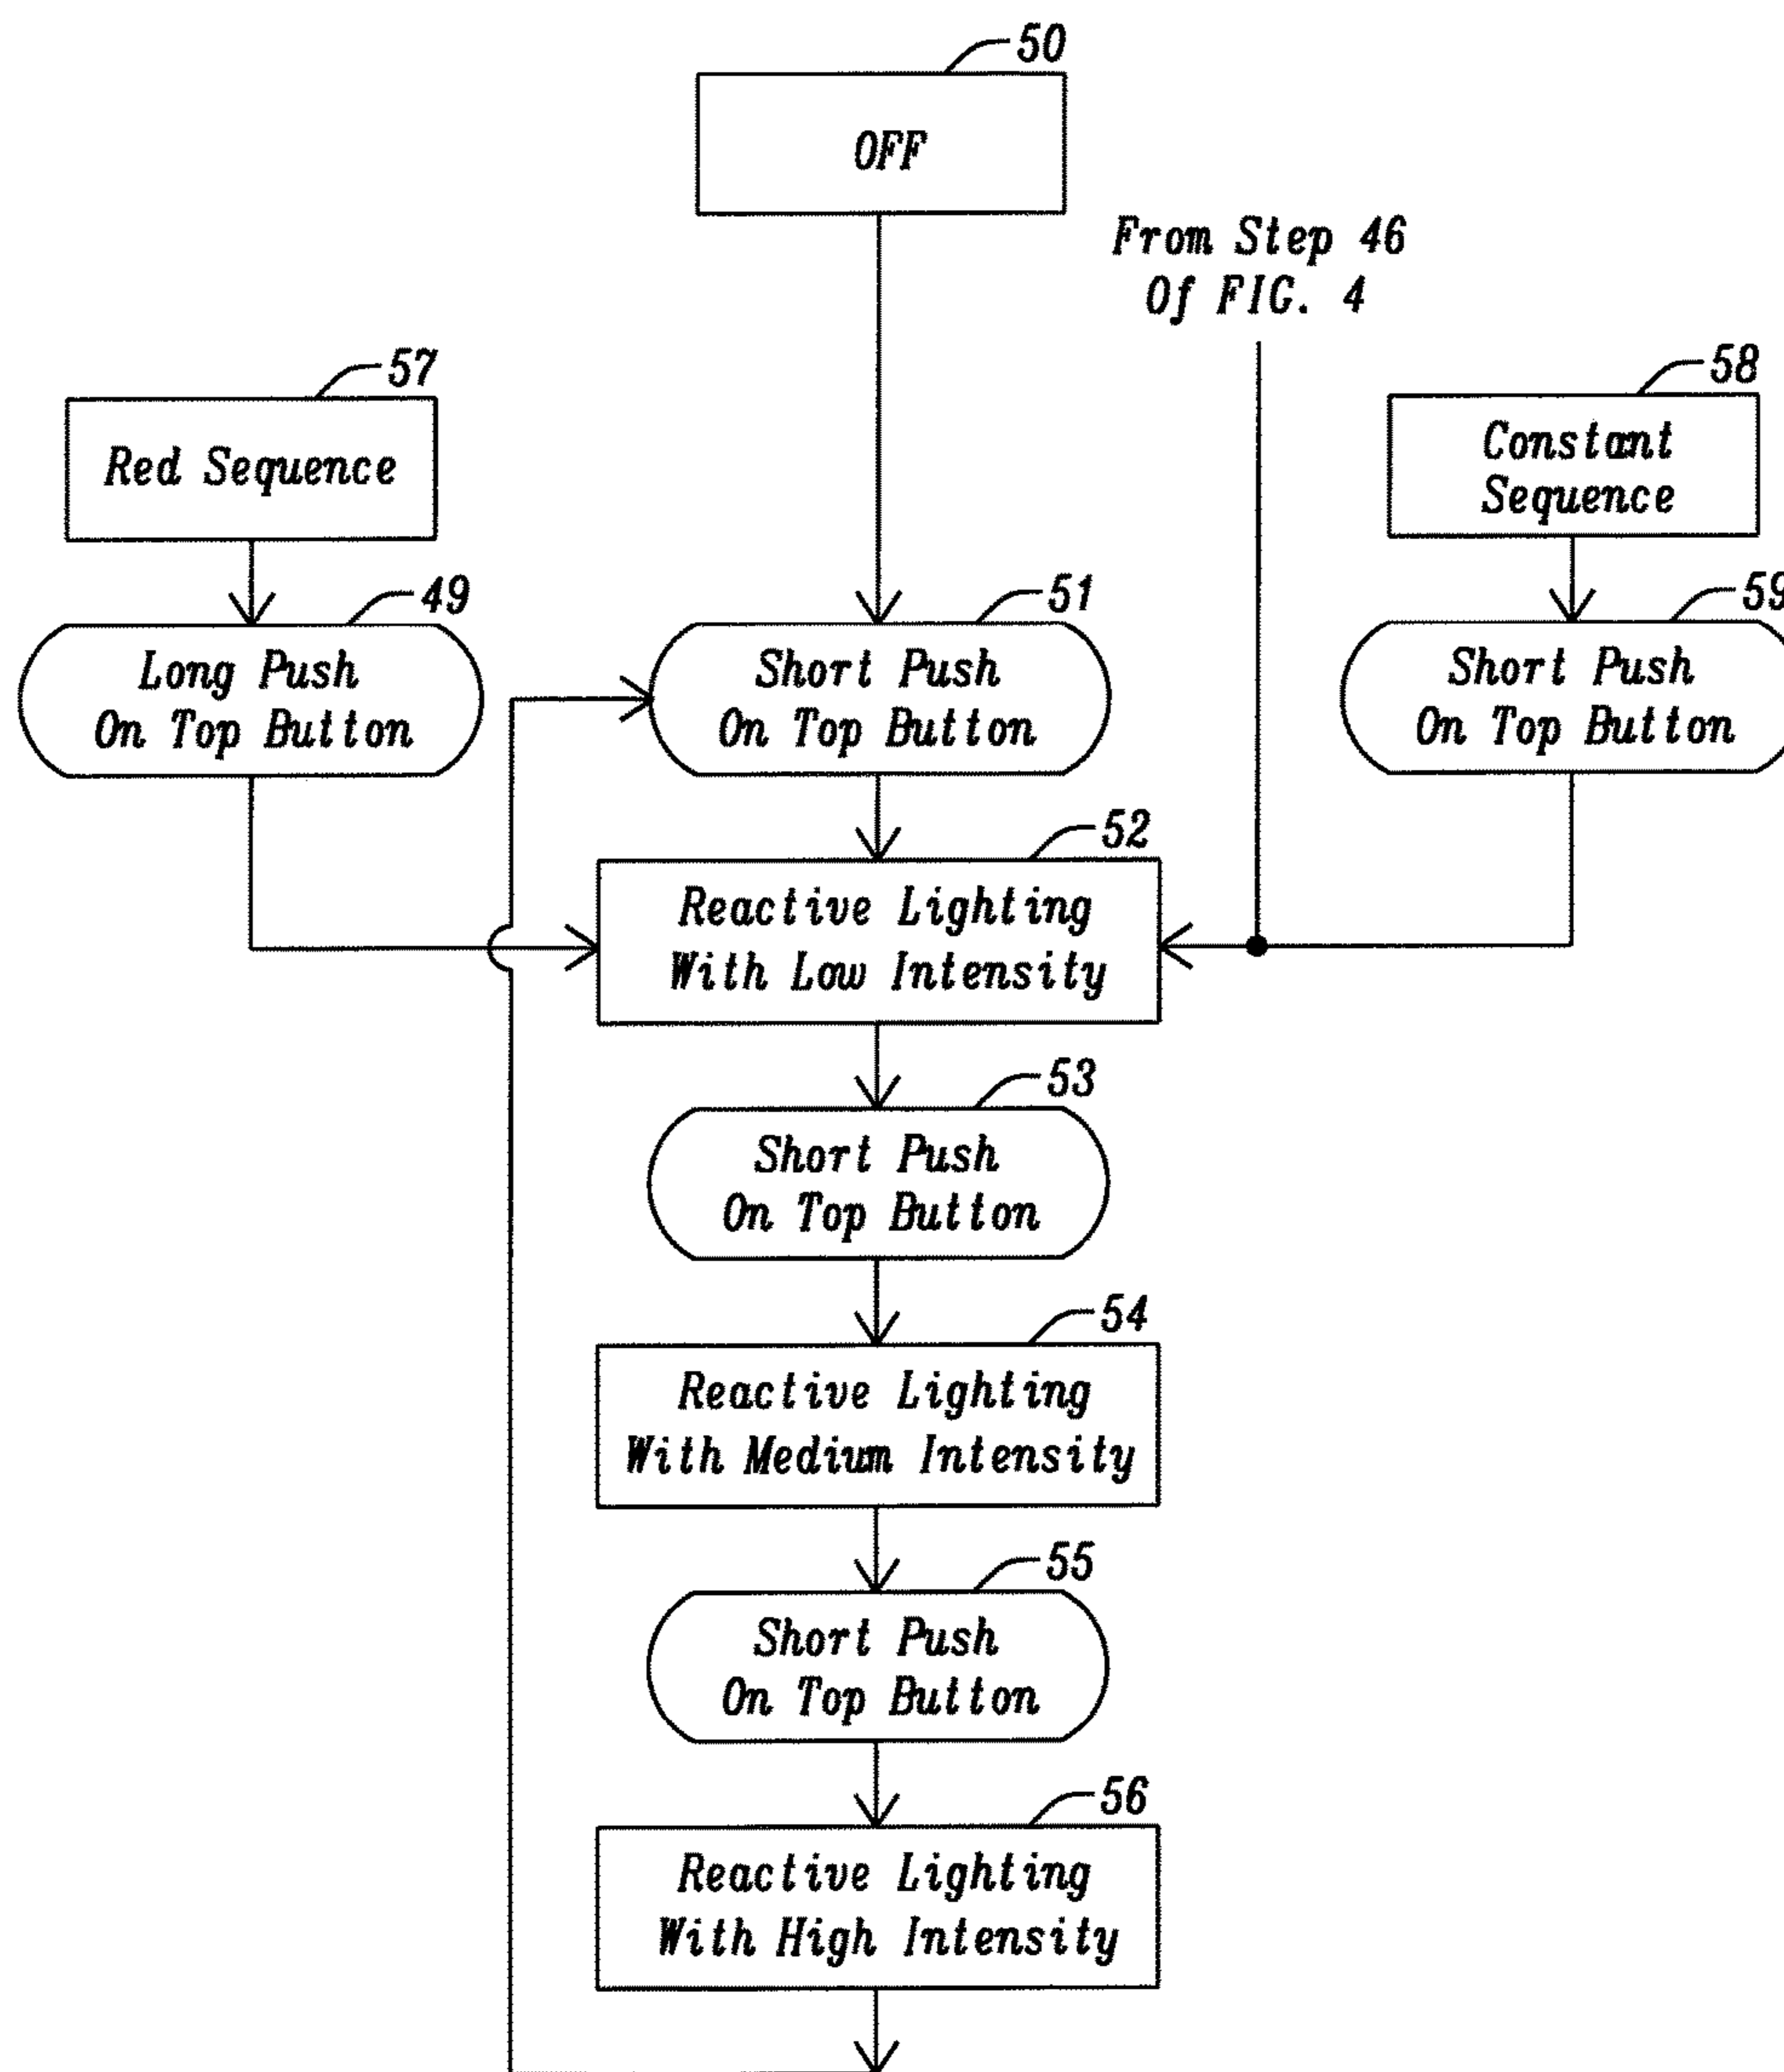 50
OFF
From Step 46
Of FIG. 4
57
Red Sequence
58
Constant
Sequence
49
Long Push
On Top Button
51
Short Push
On Top Button
59
Short Push
On Top Button
52
Reactive Lighting
With Low Intensity
53
Short Push
On Top Button
54
Reactive Lighting
With Medium Intensity
55
Short Push
On Top Button
56
Reactive Lighting
With High Intensity